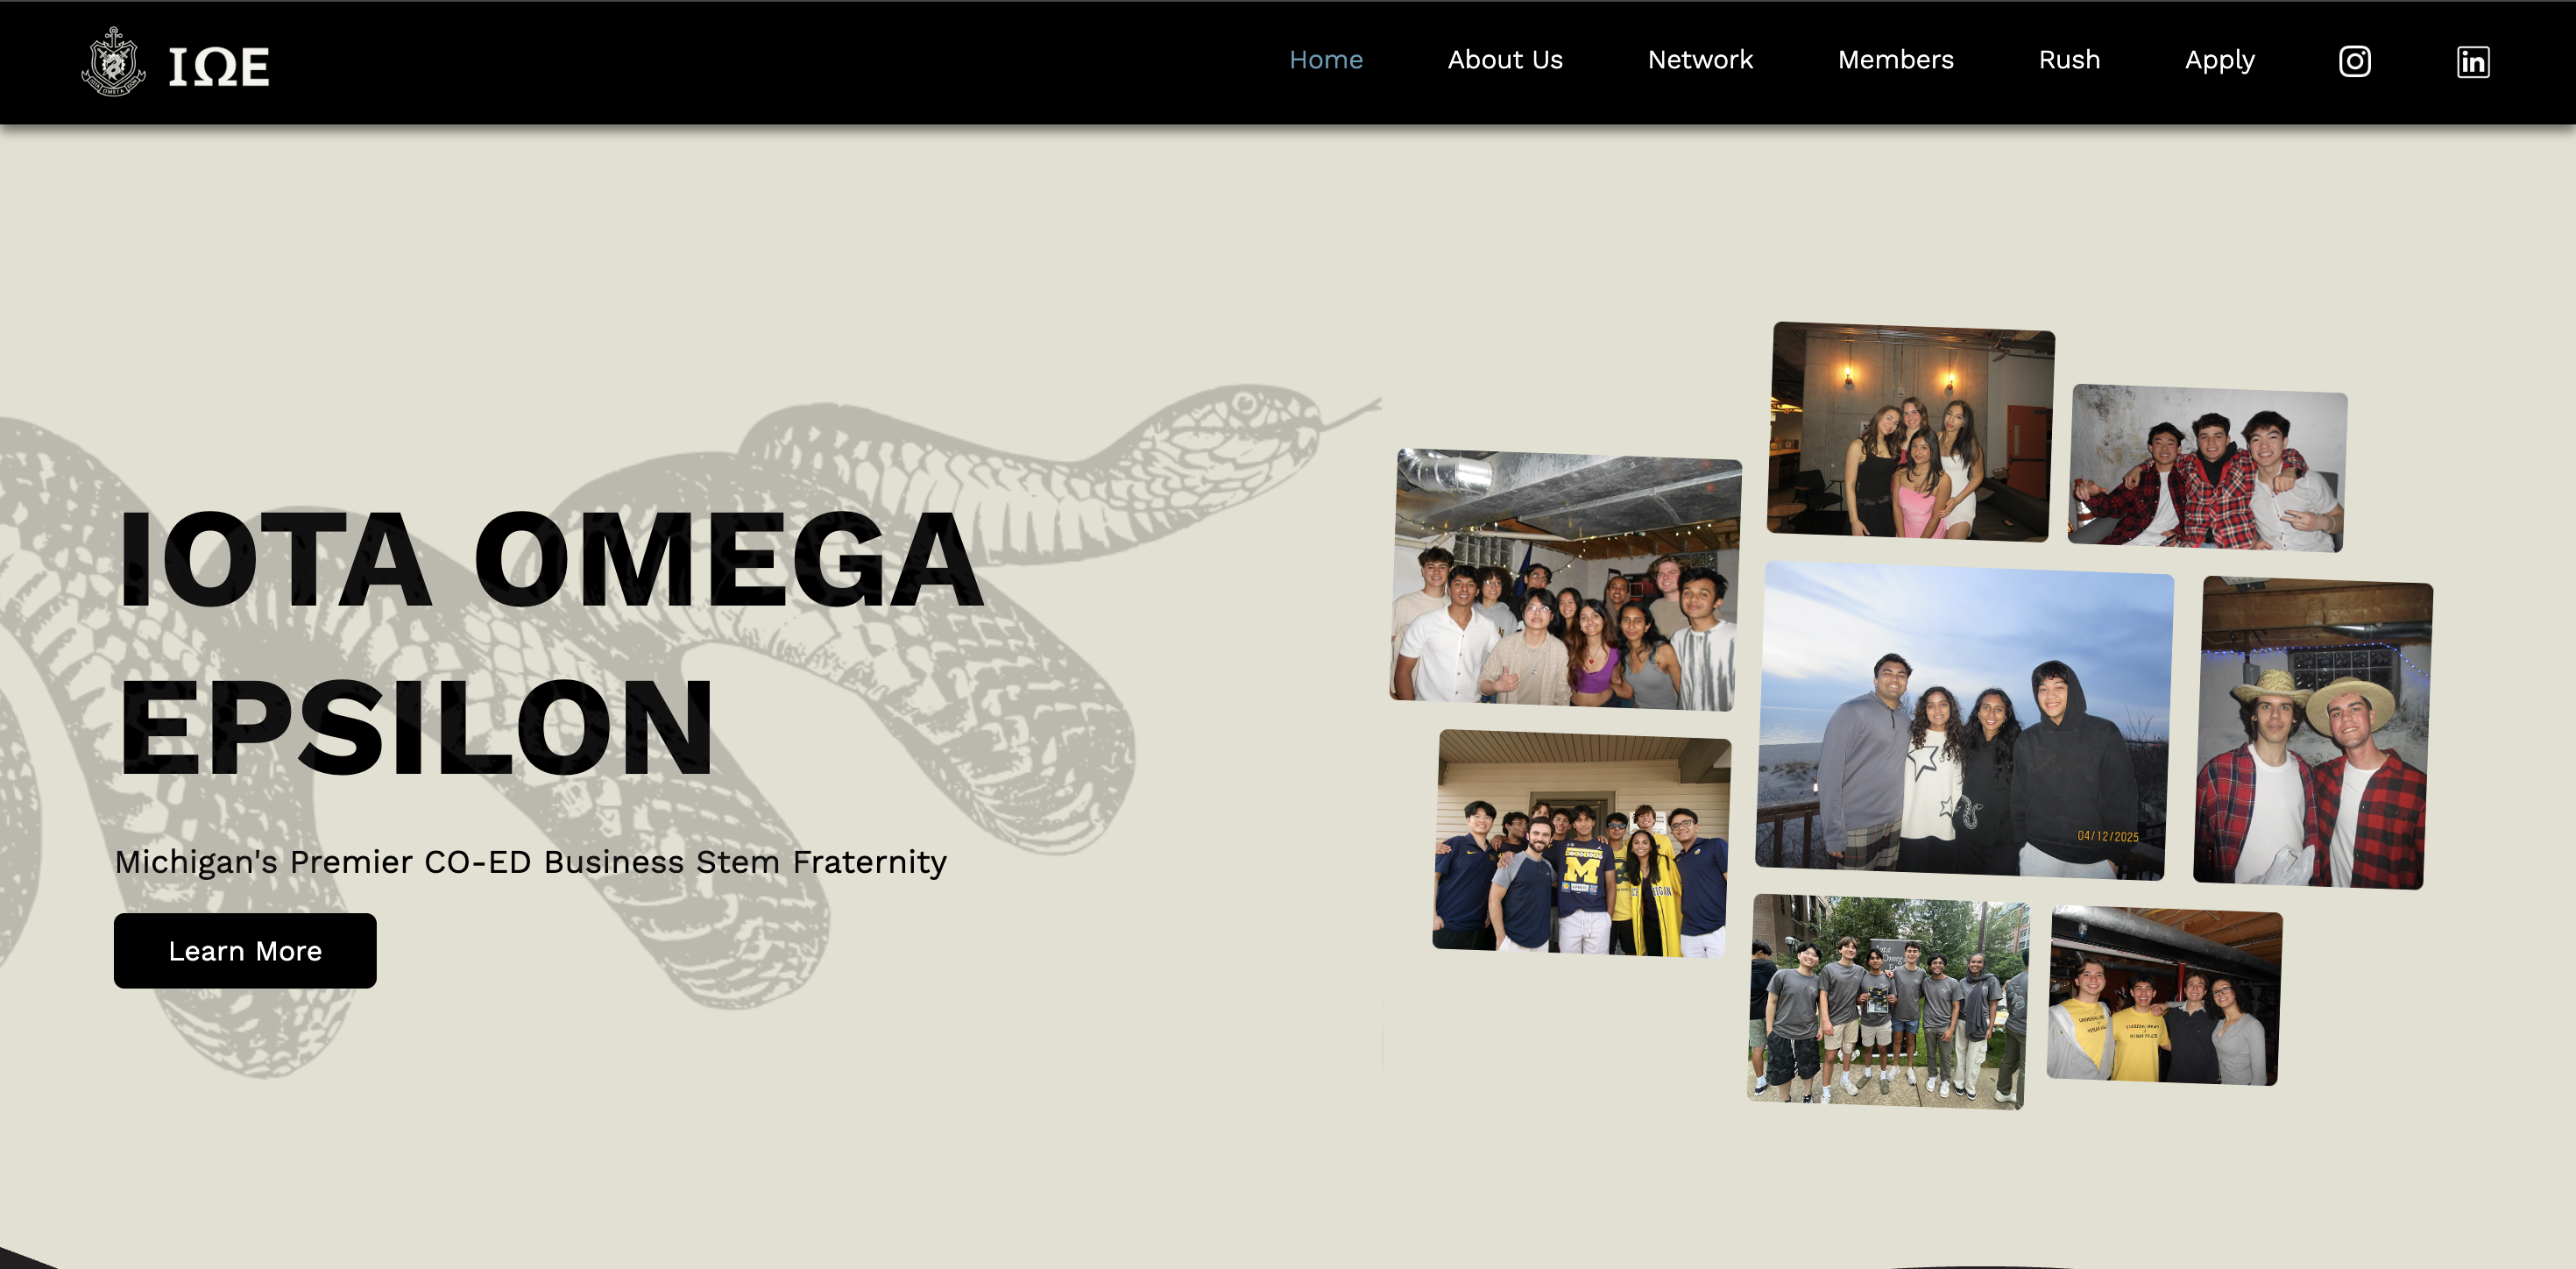 ΙΩΕ
Home About Us Network Members Rush Apply
IOTA OMEGA
EPSILON
Michigan's Premier CO-ED Business Stem Fraternity
Learn More
M
04/12/2025
Iota